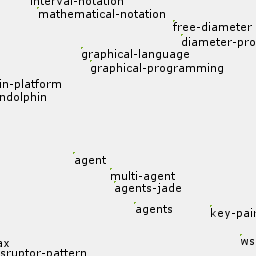 interval-notation
mathematical-notation
free-diameter
diameter-pro
graphical-language
graphical-programming
in-platform
ndolphin
agent
multi-agent
agents-jade
agents
key-pair
ws
ax
sruptor-pattern